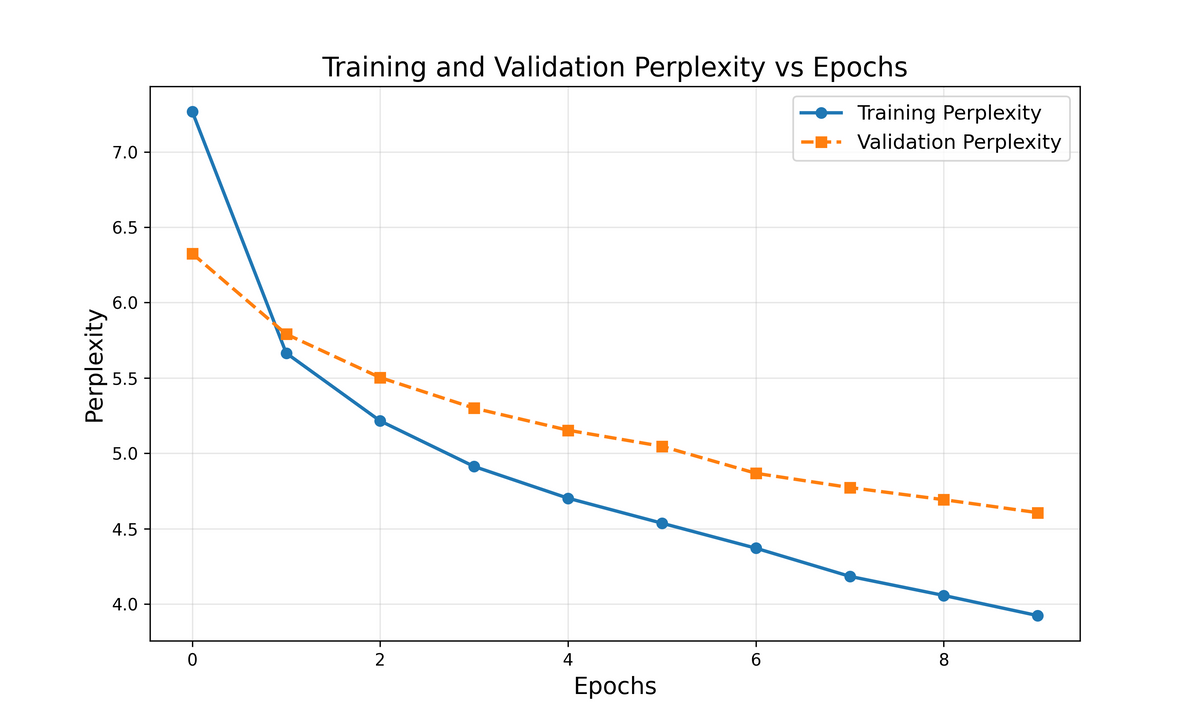 Training and Validation Perplexity vs Epochs
Training Perplexity
Validation Perplexity
Perplexity
7.0
6.5
6.0
5.5
5.0
4.5
4.0
0 2 4 6 8
Epochs